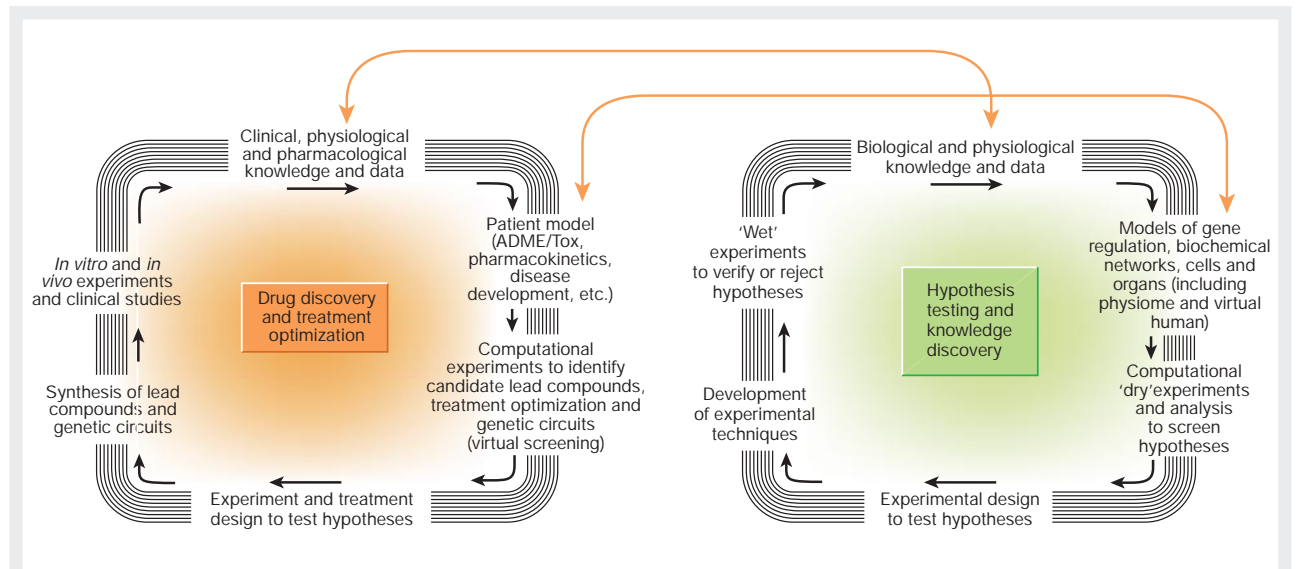 Clinical, physiological
and pharmacological
knowledge and data
Patient model
(ADME/Tox,
pharmacokinetics,
disease
development, etc.)
Computational
experiments to identify
candidate lead compounds,
treatment optimization and
genetic circuits
(virtual screening)
Experiment and treatment
design to test hypotheses
Synthesis of lead
compounds and
genetic circuits
In vitro and in
vivo experiments
and clinical studies
Drug discovery
and treatment
optimization
Biological and physiological
knowledge and data
Models of gene
regulation, biochemical
networks, cells and
organs (including
physiome and virtual
human)
Computational
'dry'experiments
and analysis
to screen
hypotheses
Experimental design
to test hypotheses
Development
of experimental
techniques
'Wet'
experiments
to verify or reject
hypotheses
Hypothesis
testing and
knowledge
discovery